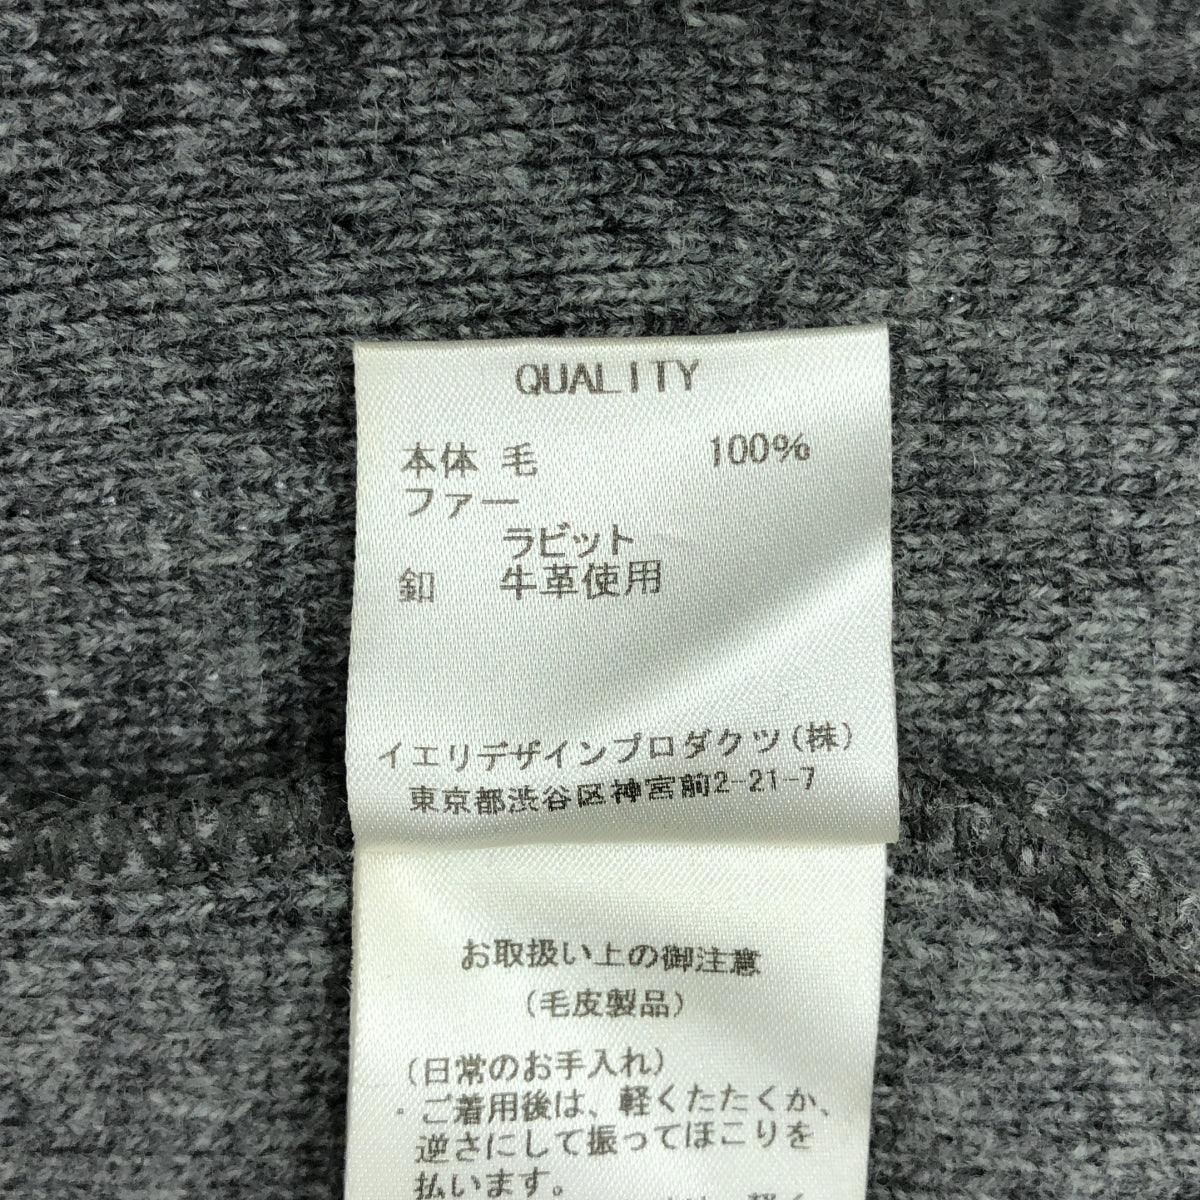 QUALITY
本体 毛 100%
ファー
ラビット
釦 牛革使用
イエリデザインプロダクツ(株)
東京都渋谷区神宮前2-21-7
お取扱い上の御注意
(毛皮製品)
(日常のお手入れ)
・ご着用後は、軽くたたくか、
逆さにして振ってほこりを
払います。